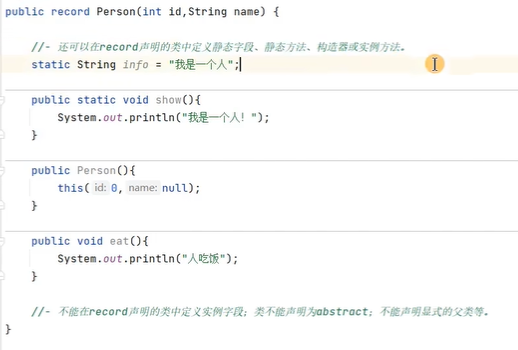 public record Person(int id,String name) {
//- 还可以在record声明的类中定义静态字段、静态方法、构造器或实例方法。
static String info = "我是一个人";
public static void show(){
System.out.println("我是一个人! ");
}
public Person(){
this( id: 0, name: null);
}
public void eat(){
System.out.println("人吃饭");
}
//- 不能在record声明的类中定义实例字段；类不能声明为abstract；不能声明显式的父类等。
}